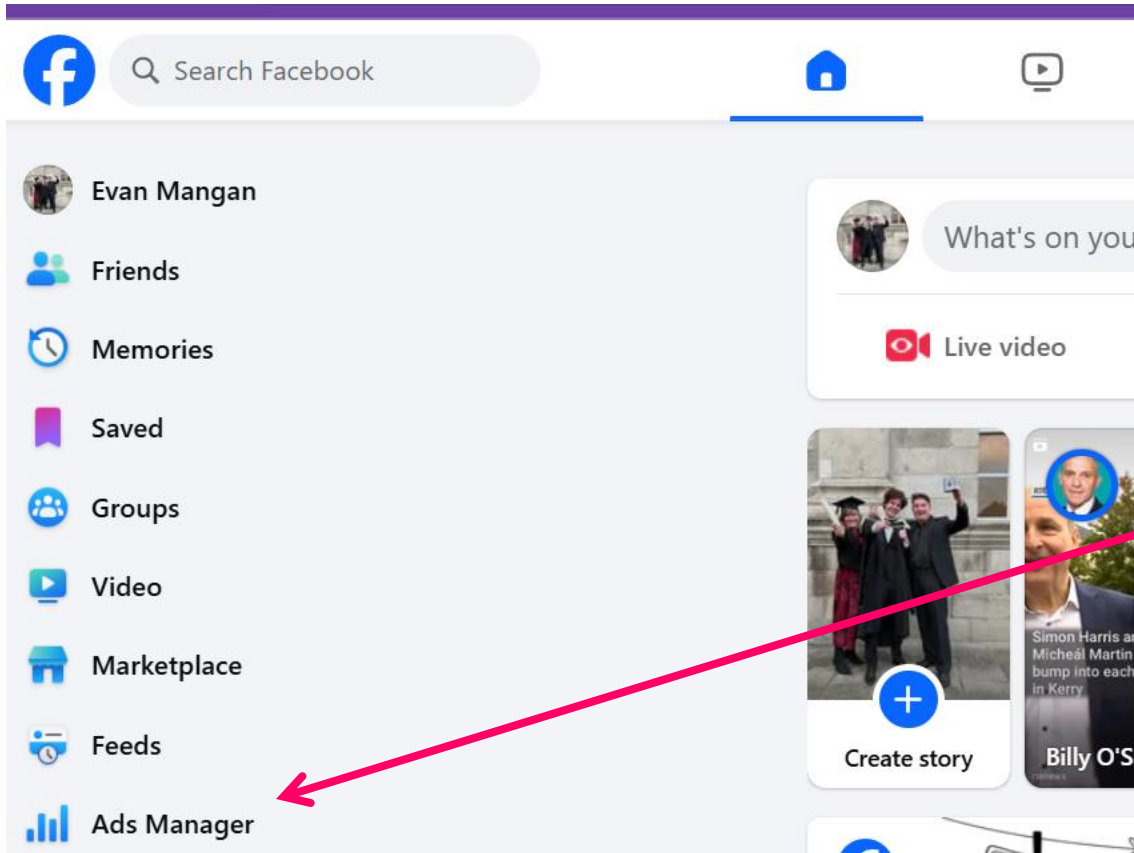 Search Facebook
Evan Mangan
Friends
Memories
Saved
Groups
Video
Marketplace
Feeds
Ads Manager
What's on you
Live video
Create story
Simon Harris a
Micheál Martin
bump into each
in Kerry
Billy O'S